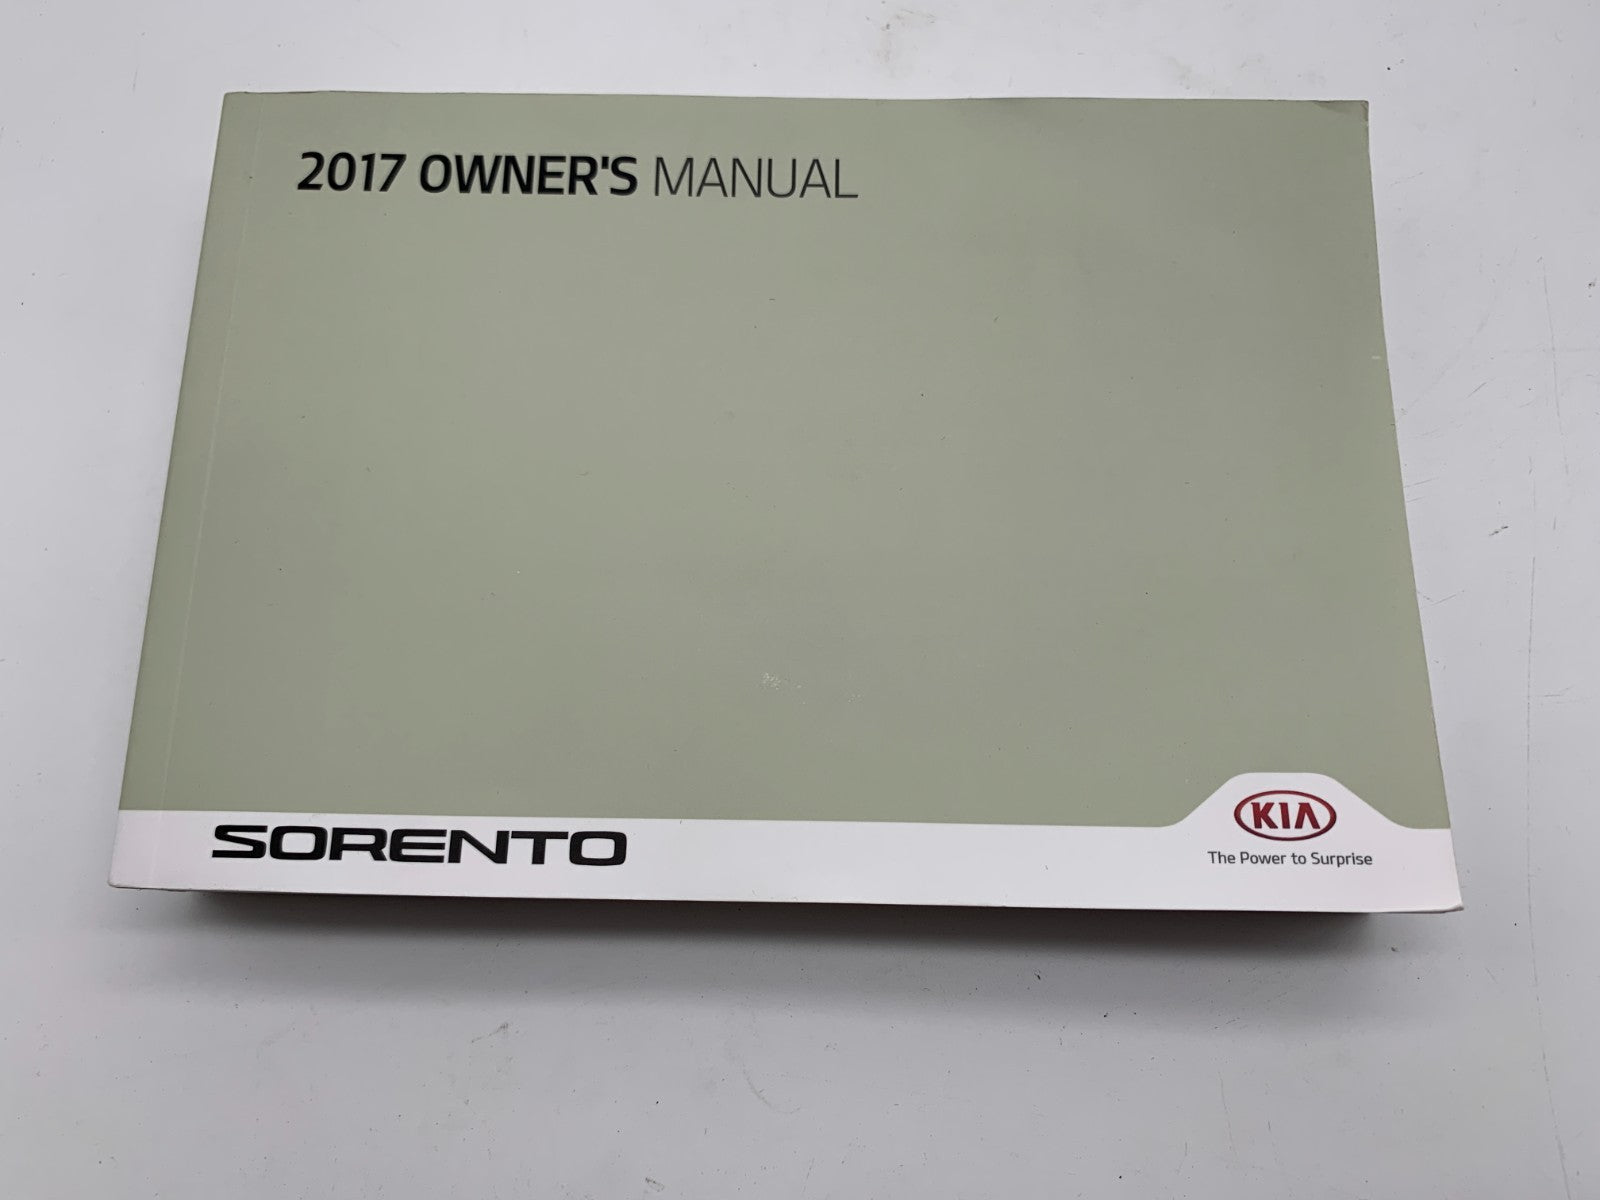 2017 OWNER'S MANUAL
SORENTO
KIA
The Power to Surprise